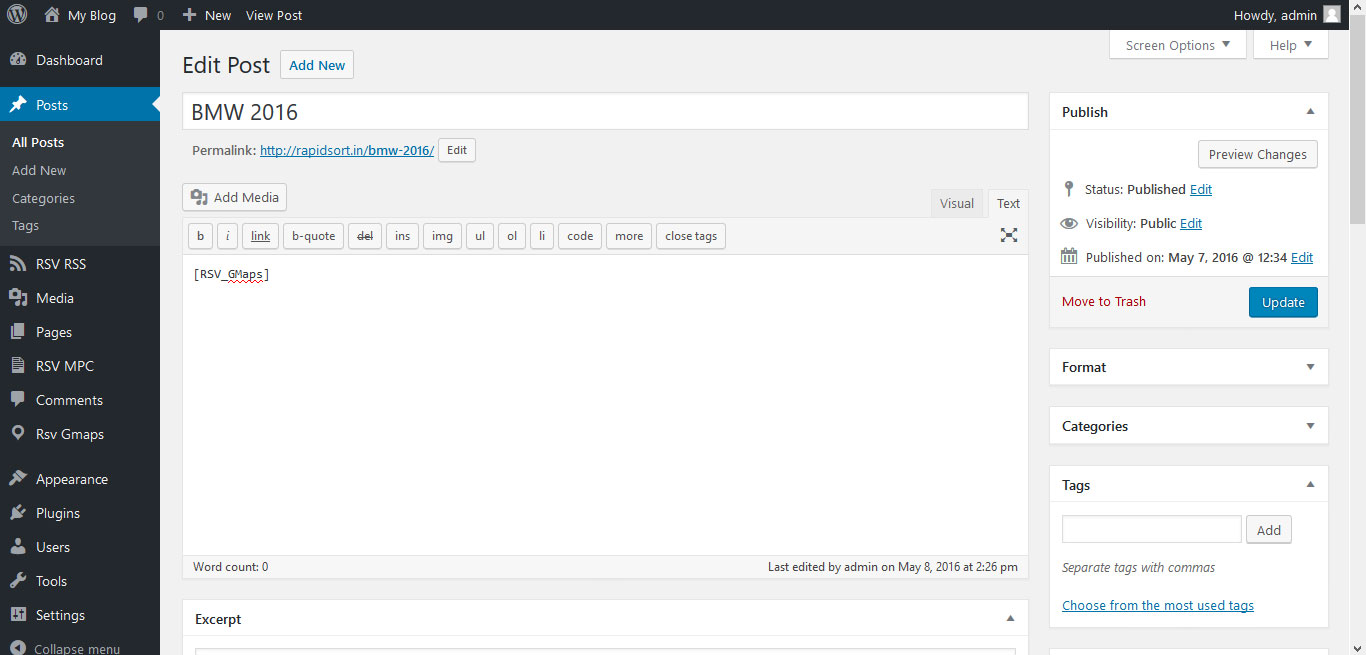 My Blog 0 New View Post Howdy, admin
Dashboard
Posts
All Posts
Add New
Categories
Tags
RSV RSS
Media
Pages
RSV MPC
Comments
Rsv Gmaps
Appearance
Plugins
Users
Tools
Settings
Collapse menu
Screen Options Help
Edit Post Add New
BMW 2016
Permalink: http://rapidsort.in/bmw-2016/ Edit
Add Media Visual Text
b i link b-quote del ins img ul ol li code more close tags
[RSV_GMaps]
Word count: 0 Last edited by admin on May 8, 2016 at 2:26 pm
Excerpt
Publish
Preview Changes
Status: Published Edit
Visibility: Public Edit
Published on: May 7, 2016 @ 12:34 Edit
Move to Trash Update
Format
Categories
Tags
Add
Separate tags with commas
Choose from the most used tags